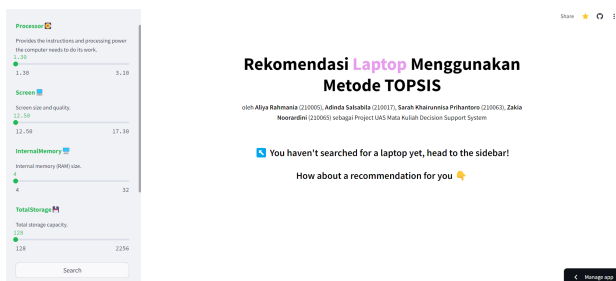 Share
Processor
Provides the instructions and processing power
the computer needs to do its work.
1.30
1.30 3.10
Screen
Screen size and quality.
12.50
12.50 17.30
InternalMemory
Internal memory (RAM) size.
4
4 32
TotalStorage
Total storage capacity.
128
128 2256
Search
Rekomendasi Laptop Menggunakan
Metode TOPSIS
oleh Aliya Rahmania (210005), Adinda Salsabila (210017), Sarah Khairunnisa Prihantoro (210063), Zakia
Noorardini (210065) sebagai Project UAS Mata Kuliah Decision Support System
You haven't searched for a laptop yet, head to the sidebar!
How about a recommendation for you
< Manage app